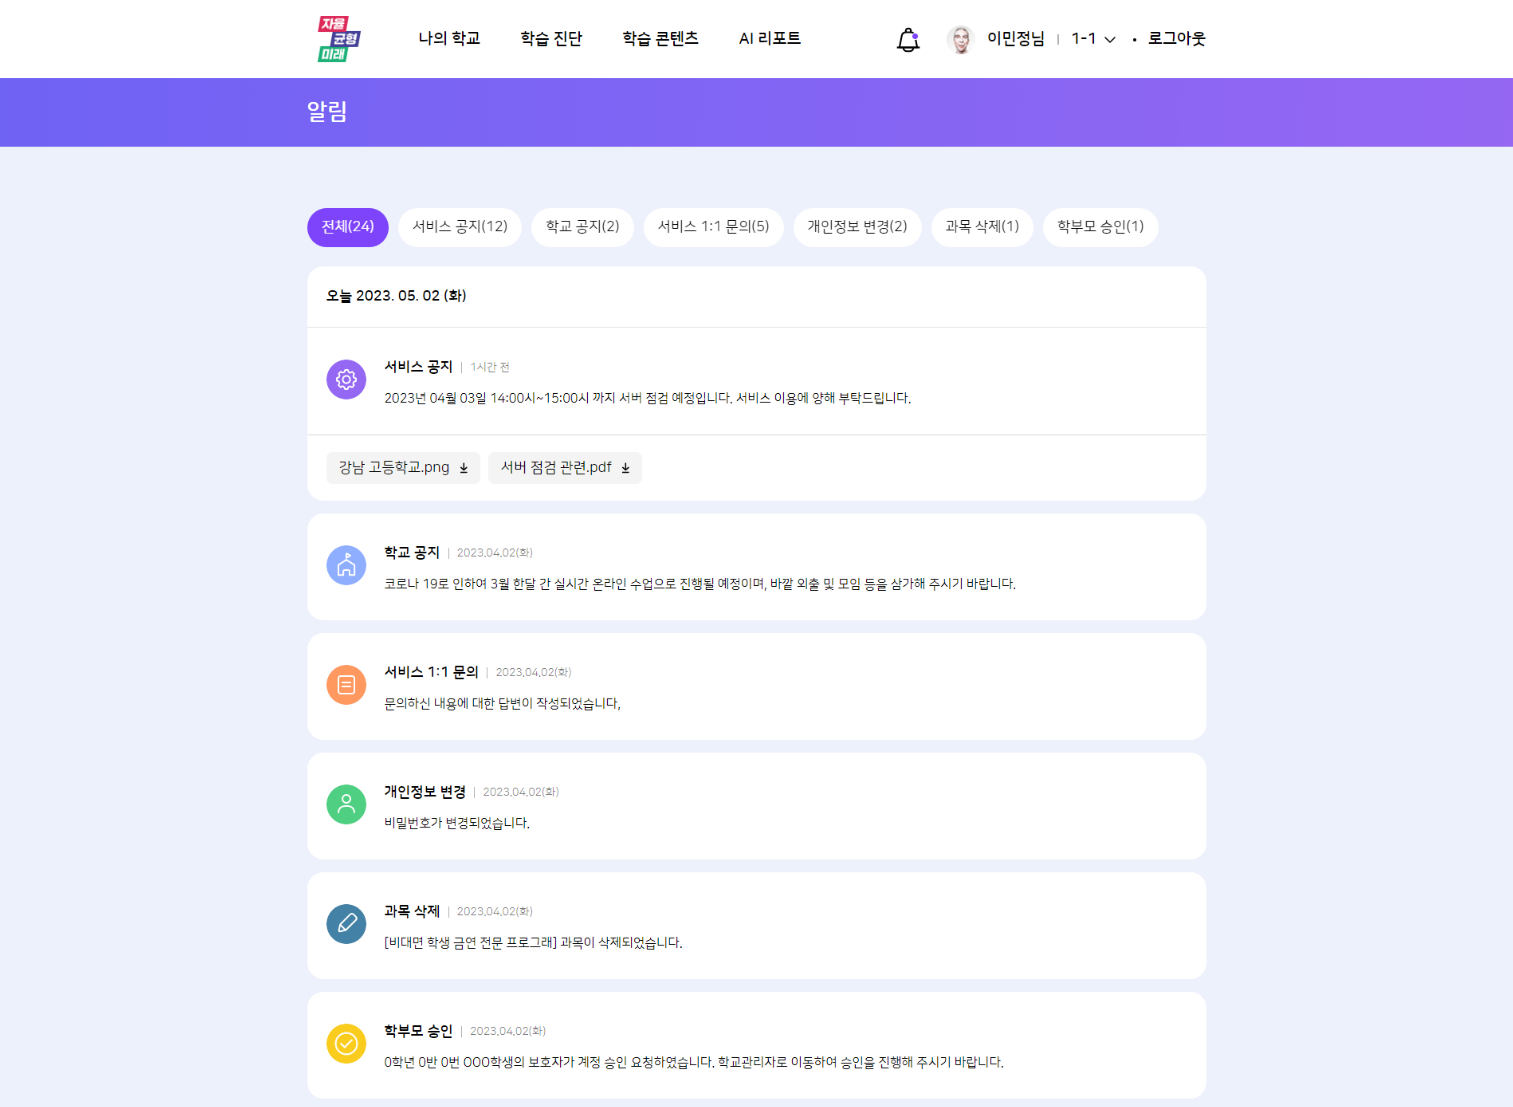 자율
균형
미래
나의 학교 학습 진단 학습 콘텐츠 AI 리포트 이민정님 | 1-1 • 로그아웃
알림
전체(24) 서비스 공지(12) 학교 공지(2) 서비스 1:1 문의(5) 개인정보 변경(2) 과목 삭제(1) 학부모 승인(1)
오늘 2023. 05. 02 (화)
서비스 공지 | 1시간 전
2023년 04월 03일 14:00시~15:00시 까지 서버 점검 예정입니다. 서비스 이용에 양해 부탁드립니다.
강남 고등학교.png 서버 점검 관련.pdf
학교 공지 | 2023.04.02(화)
코로나 19로 인하여 3월 한달 간 실시간 온라인 수업으로 진행될 예정이며, 바깥 외출 및 모임 등을 삼가해 주시기 바랍니다.
서비스 1:1 문의 | 2023.04.02(화)
문의하신 내용에 대한 답변이 작성되었습니다,
개인정보 변경 | 2023.04.02(화)
비밀번호가 변경되었습니다.
과목 삭제 | 2023.04.02(화)
[비대면 학생 금연 전문 프로그래] 과목이 삭제되었습니다.
학부모 승인 | 2023.04.02(화)
0학년 0반 0번 OOO학생의 보호자가 계정 승인 요청하였습니다. 학교관리자로 이동하여 승인을 진행해 주시기 바랍니다.